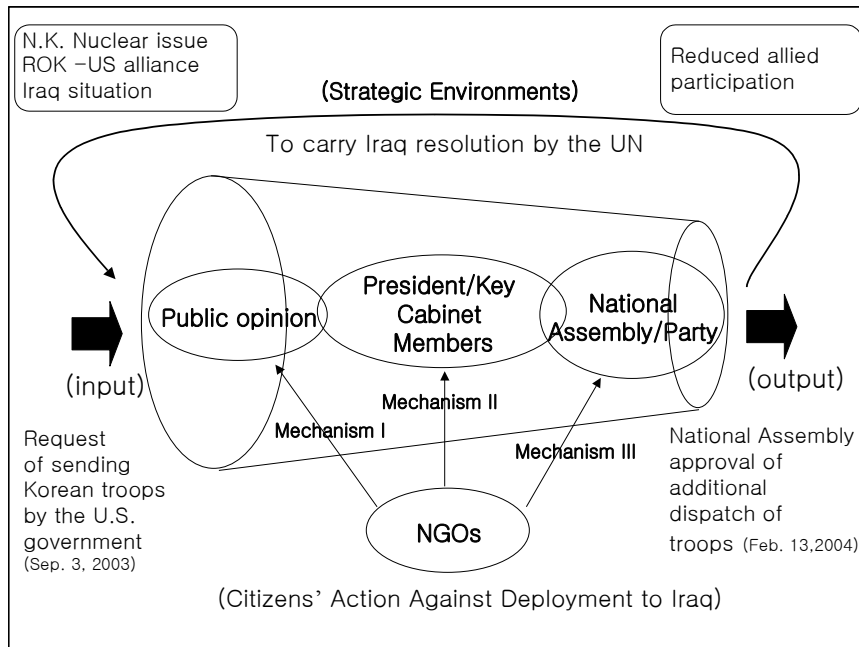 N.K. Nuclear issue
ROK –US alliance
Iraq situation
Reduced allied
participation
(Strategic Environments)
To carry Iraq resolution by the UN
Public opinion
President/Key
Cabinet
Members
National
Assembly/Party
(input)
(output)
Mechanism I
Mechanism II
Mechanism III
Request
of sending
Korean troops
by the U.S.
government
(Sep. 3, 2003)
National Assembly
approval of
additional
dispatch of
troops (Feb. 13,2004)
NGOs
(Citizens' Action Against Deployment to Iraq)